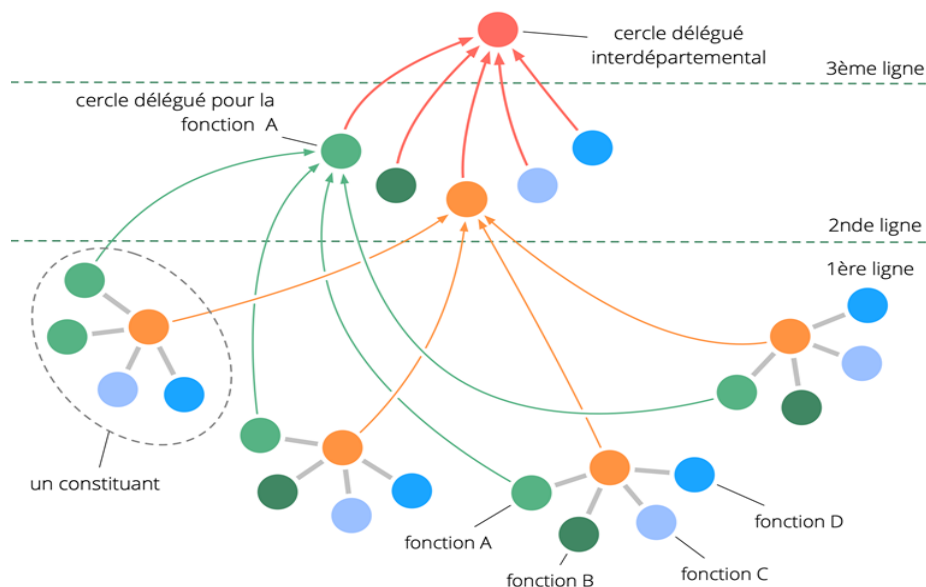 cercle délégué
interdépartemental
3ème ligne
cercle délégué pour la
fonction A
2nde ligne
1ère ligne
un constituant
fonction A
fonction B
fonction C
fonction D